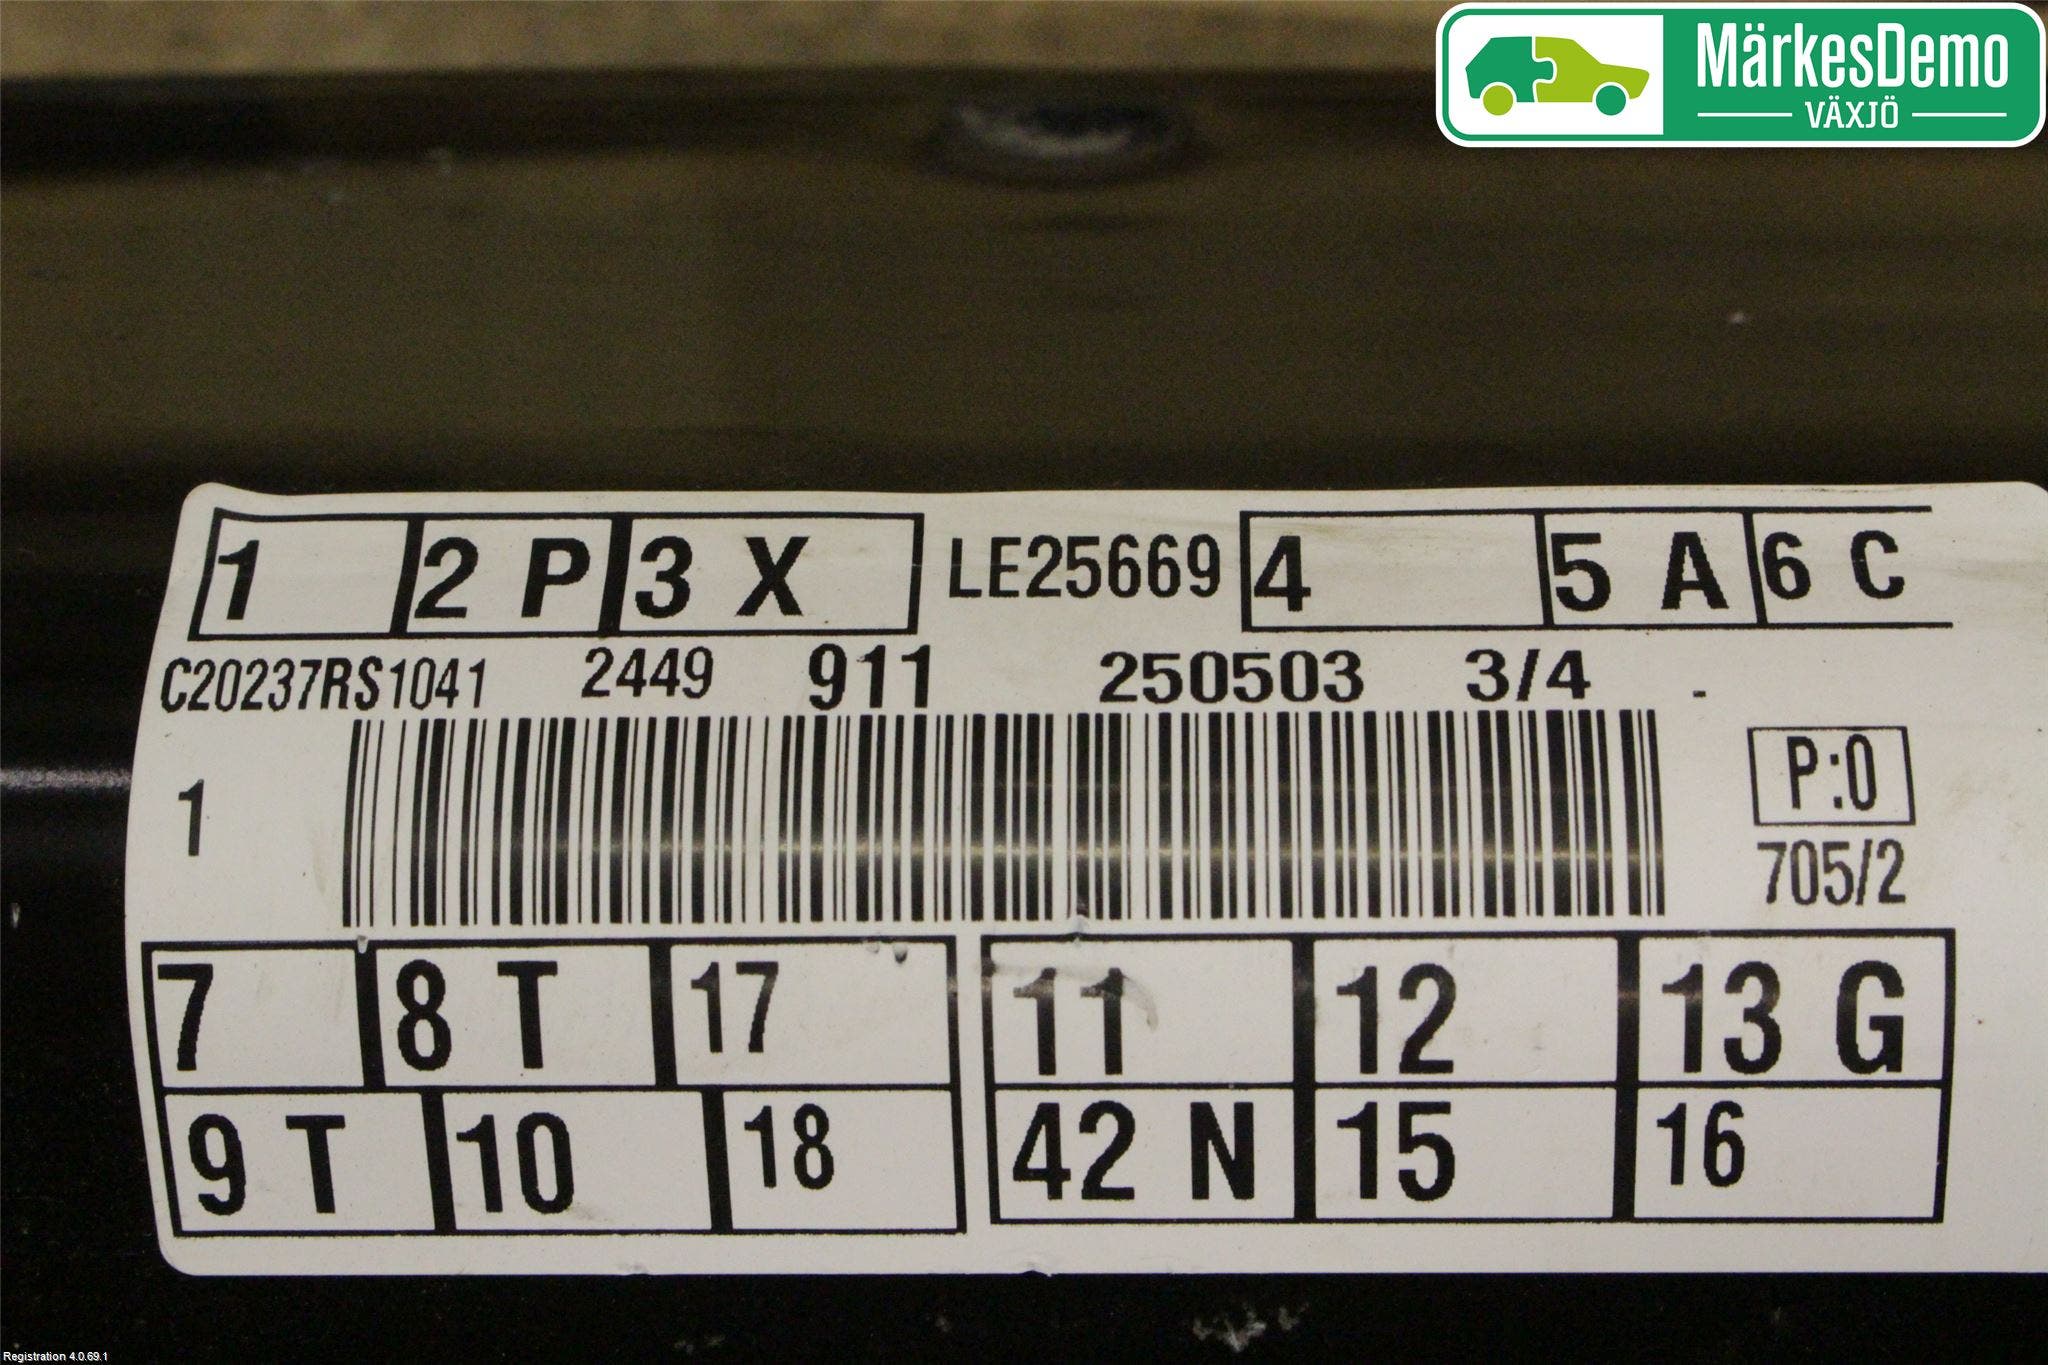 MärkesDemo
VÄXJÖ
1 2 P 3 X LE25669 4 5 A 6 C
C20237RS1041 2449 911 250503 3/4 -
1
P:0
705/2
7 8 T 17 11 12 13 G
9 T 10 18 42 N 15 16
Registration 4.0.69.1